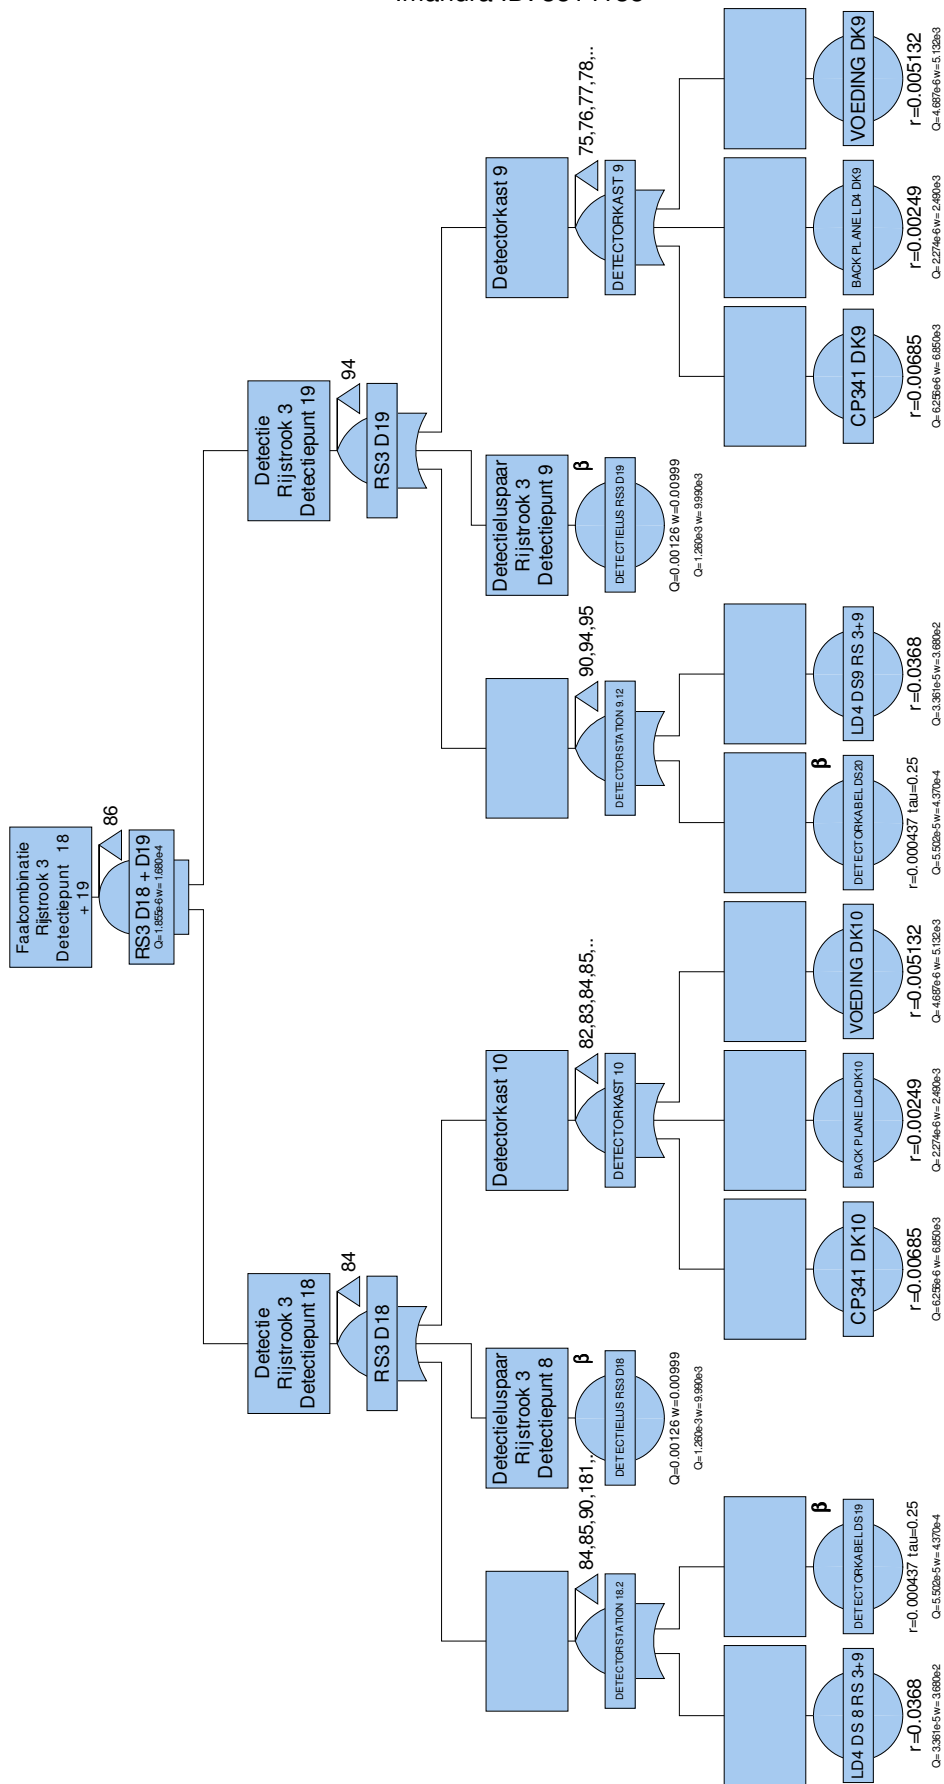 Faalcombinatie
Rijstrook 3
Detectiepunt 18
+ 19
86
RS3 D18 + D19
Q=1.855e-6 w=1.680e-4
Detectie
Rijstrook 3
Detectiepunt 18
84
RS3 D18
Detectie
Rijstrook 3
Detectiepunt 19
94
RS3 D19
84,85,90,181,..
DETECTORSTATION 18.2
Detectieluspaar
Rijstrook 3
Detectiepunt 8
β
DETECTIELUS RS3 D18
Q=0.00126 w=0.00999
Q=1.260e-3 w=9.990e-3
Detectorkast 10
82,83,84,85,..
DETECTORKAST 10
90,94,95
DETECTORSTATION 9.12
Detectieluspaar
Rijstrook 3
Detectiepunt 9
β
DETECTIELUS RS3 D19
Q=0.00126 w=0.00999
Q=1.260e-3 w=9.990e-3
Detectorkast 9
75,76,77,78,..
DETECTORKAST 9
LD4 DS 8 RS 3+9
r=0.0368
Q=3.361e-5 w=3.680e-2
β
DETECTORKABEL DS19
r=0.000437 tau=0.25
Q=5.502e-5 w=4.370e-4
CP341 DK10
r=0.00685
Q=6.256e-6 w=6.850e-3
BACK PLANE LD4 DK10
r=0.00249
Q=2.274e-6 w=2.490e-3
VOEDING DK10
r=0.005132
Q=4.687e-6 w=5.132e-3
β
DETECTORKABEL DS20
r=0.000437 tau=0.25
Q=5.502e-5 w=4.370e-4
LD4 DS9 RS 3+9
r=0.0368
Q=3.361e-5 w=3.680e-2
CP341 DK9
r=0.00685
Q=6.256e-6 w=6.850e-3
BACK PLANE LD4 DK9
r=0.00249
Q=2.274e-6 w=2.490e-3
VOEDING DK9
r=0.005132
Q=4.687e-6 w=5.132e-3